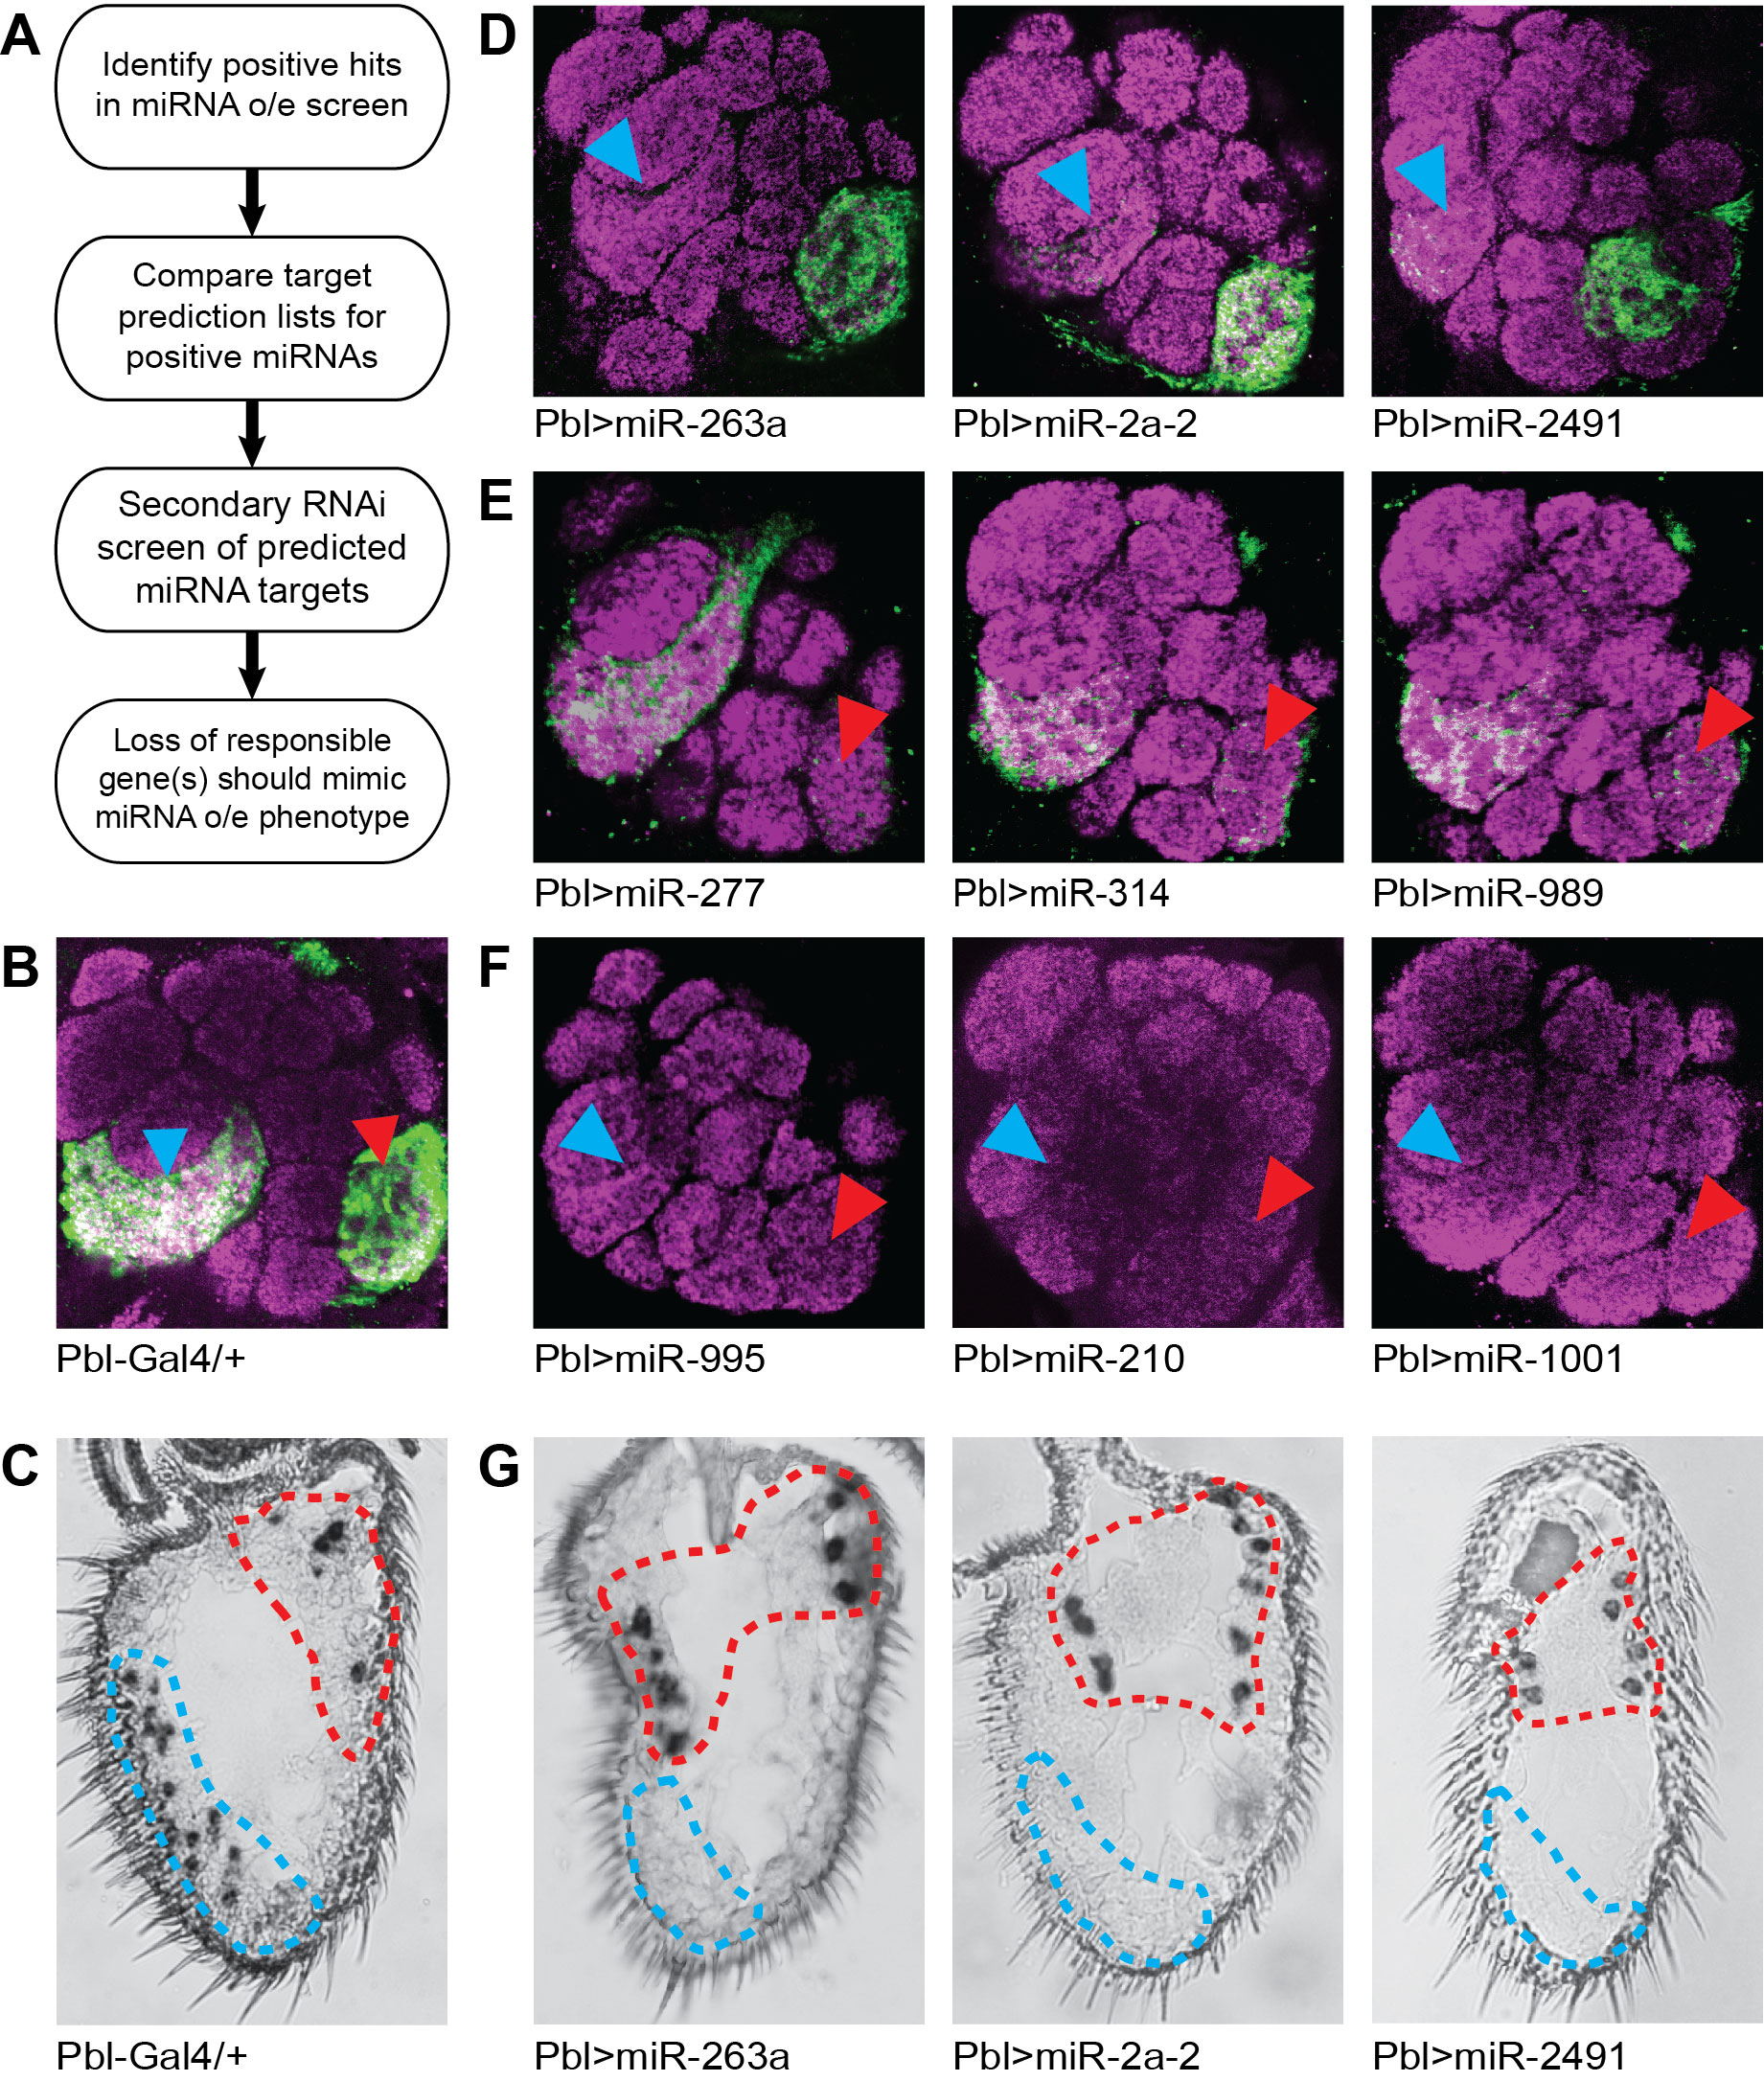 A
Identify positive hits
in miRNA o/e screen
Compare target
prediction lists for
positive miRNAs
Secondary RNAi
screen of predicted
miRNA targets
Loss of responsible
gene(s) should mimic
miRNA o/e phenotype
B
Pbl-Gal4/+
C
Pbl-Gal4/+
D
Pbl>miR-263a
Pbl>miR-2a-2
Pbl>miR-2491
E
Pbl>miR-277
Pbl>miR-314
Pbl>miR-989
F
Pbl>miR-995
Pbl>miR-210
Pbl>miR-1001
G
Pbl>miR-263a
Pbl>miR-2a-2
Pbl>miR-2491